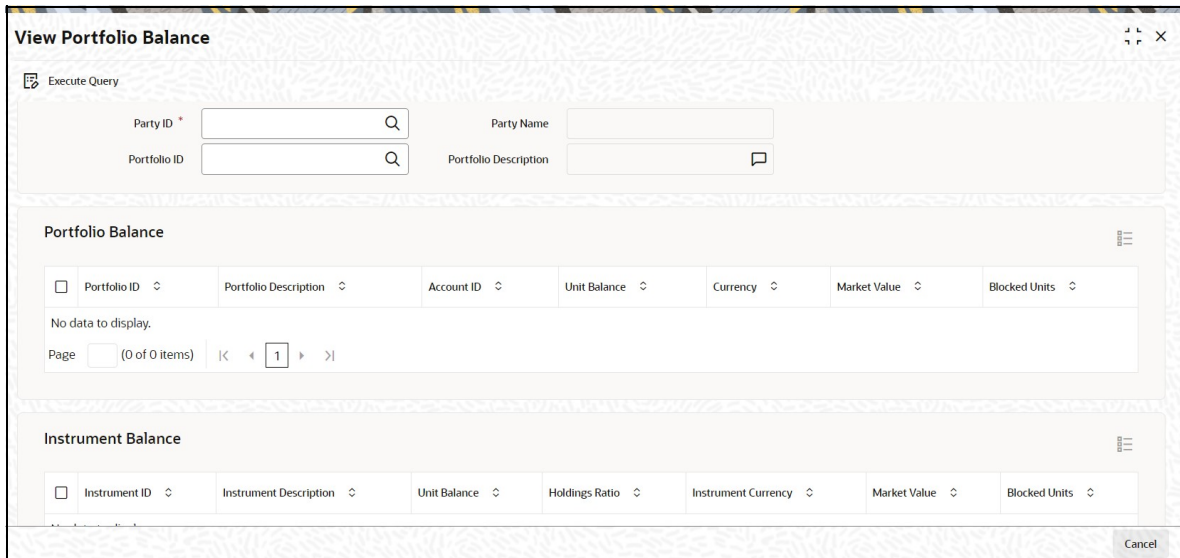 View Portfolio Balance
Execute Query
Party ID * Party Name
Portfolio ID Portfolio Description
Portfolio Balance
Portfolio ID Portfolio Description Account ID Unit Balance Currency Market Value Blocked Units
No data to display.
Page (0 of 0 items) 1
Instrument Balance
Instrument ID Instrument Description Unit Balance Holdings Ratio Instrument Currency Market Value Blocked Units
Cancel